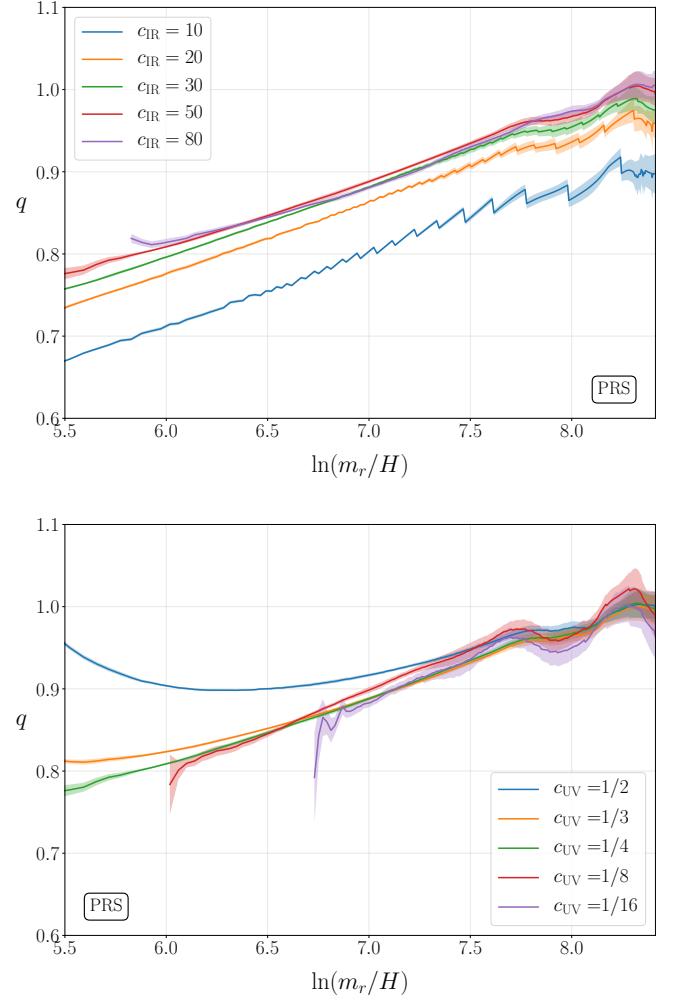 1.1
1.0
0.9
0.8
0.7
0.6
q
c_IR = 10
c_IR = 20
c_IR = 30
c_IR = 50
c_IR = 80
PRS
5.5 6.0 6.5 7.0 7.5 8.0
ln(m_r/H)
1.1
1.0
0.9
0.8
0.7
0.6
q
c_UV =1/2
c_UV =1/3
c_UV =1/4
c_UV =1/8
c_UV =1/16
PRS
5.5 6.0 6.5 7.0 7.5 8.0
ln(m_r/H)